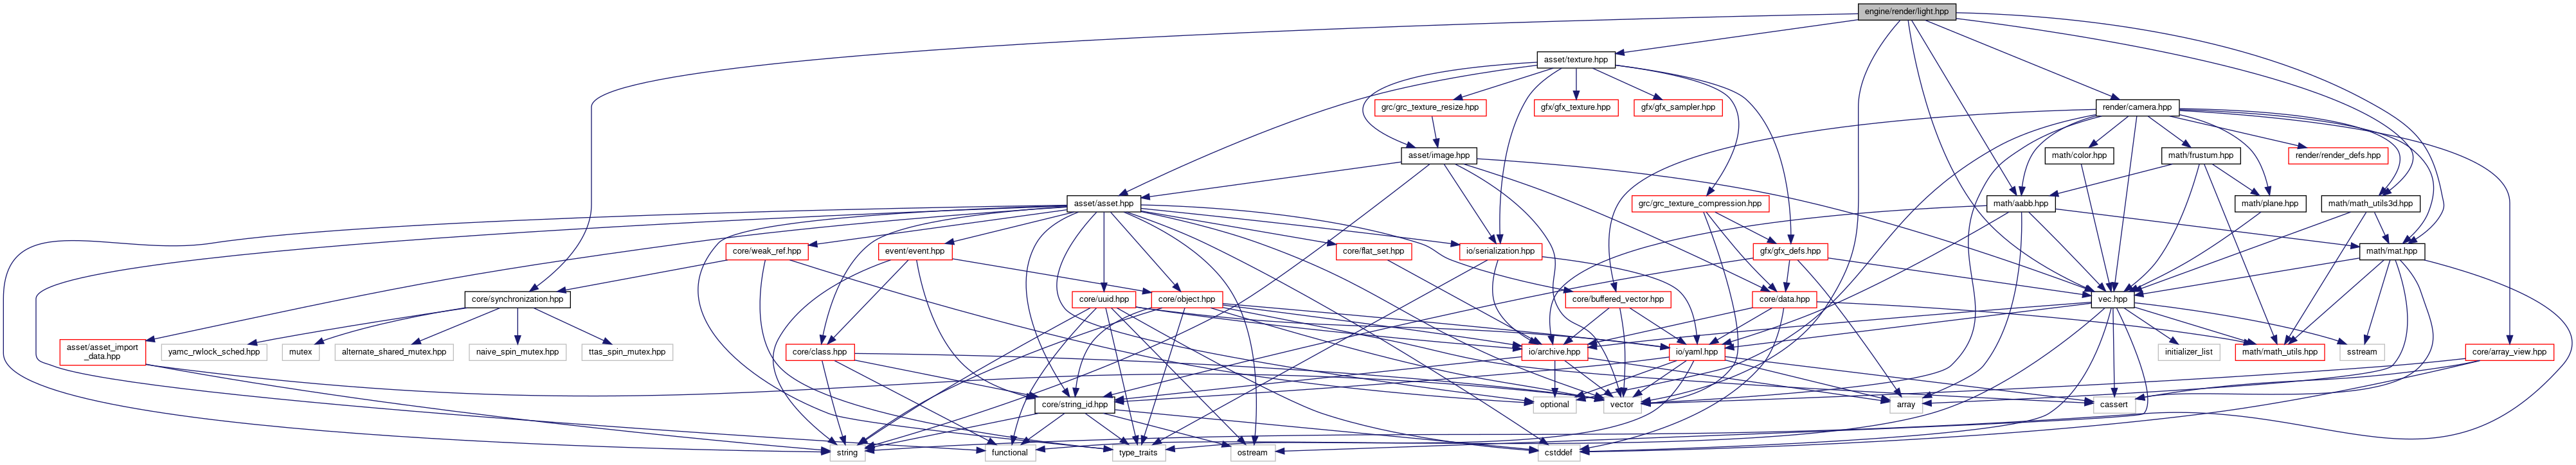 engine/render/light.hpp
asset/texture.hpp
grc/grc_texture_resize.hpp
gfx/gfx_texture.hpp
gfx/gfx_sampler.hpp
render/camera.hpp
asset/image.hpp
math/color.hpp
math/frustum.hpp
render/render_defs.hpp
asset/asset.hpp
grc/grc_texture_compression.hpp
math/aabb.hpp
math/plane.hpp
math/math_utils3d.hpp
core/weak_ref.hpp
event/event.hpp
core/flat_set.hpp
io/serialization.hpp
gfx/gfx_defs.hpp
math/mat.hpp
core/synchronization.hpp
core/uuid.hpp
core/object.hpp
core/buffered_vector.hpp
core/data.hpp
vec.hpp
asset/asset_import
_data.hpp
yamc_rwlock_sched.hpp
mutex
alternate_shared_mutex.hpp
naive_spin_mutex.hpp
ttas_spin_mutex.hpp
core/class.hpp
io/archive.hpp
io/yaml.hpp
initializer_list
math/math_utils.hpp
sstream
core/array_view.hpp
core/string_id.hpp
optional
vector
array
cassert
string
functional
type_traits
ostream
cstddef